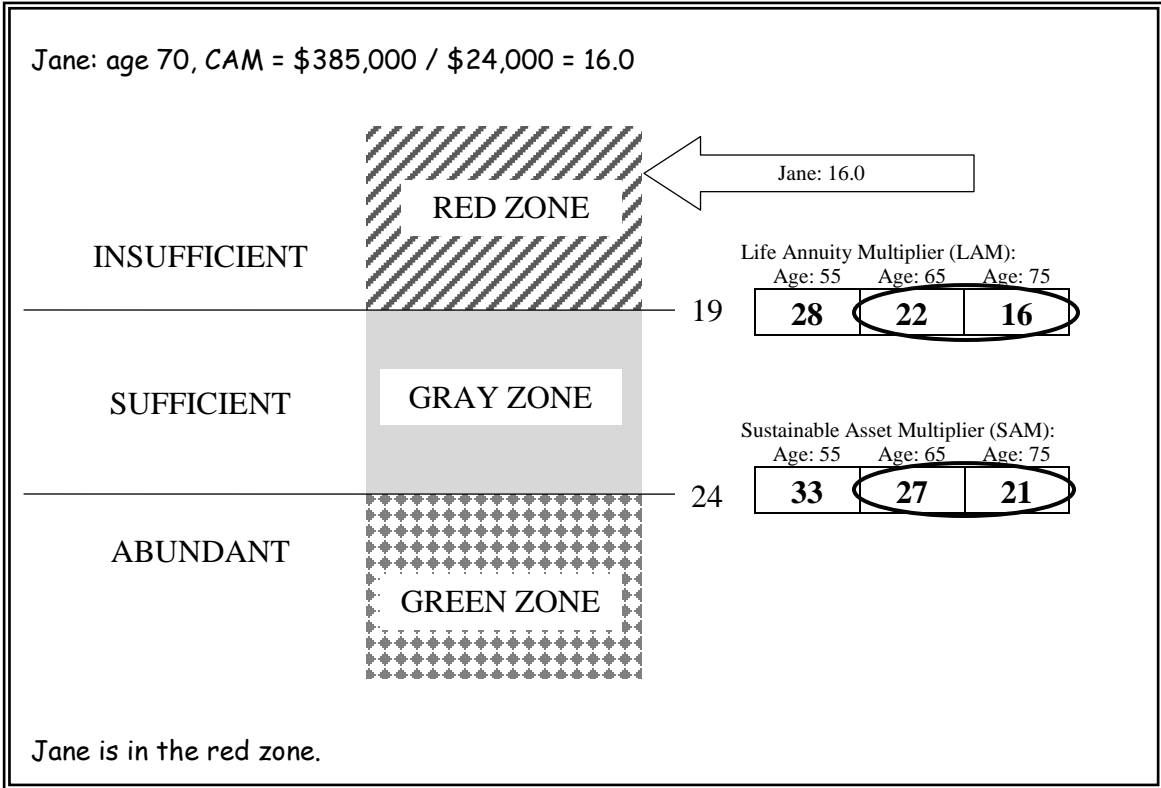 Jane: age 70, CAM = $385,000 / $24,000 = 16.0
Jane: 16.0
RED ZONE
INSUFFICIENT
Life Annuity Multiplier (LAM):
Age: 55 Age: 65 Age: 75
19
28 22 16
SUFFICIENT
GRAY ZONE
Sustainable Asset Multiplier (SAM):
Age: 55 Age: 65 Age: 75
24
33 27 21
ABUNDANT
GREEN ZONE
Jane is in the red zone.